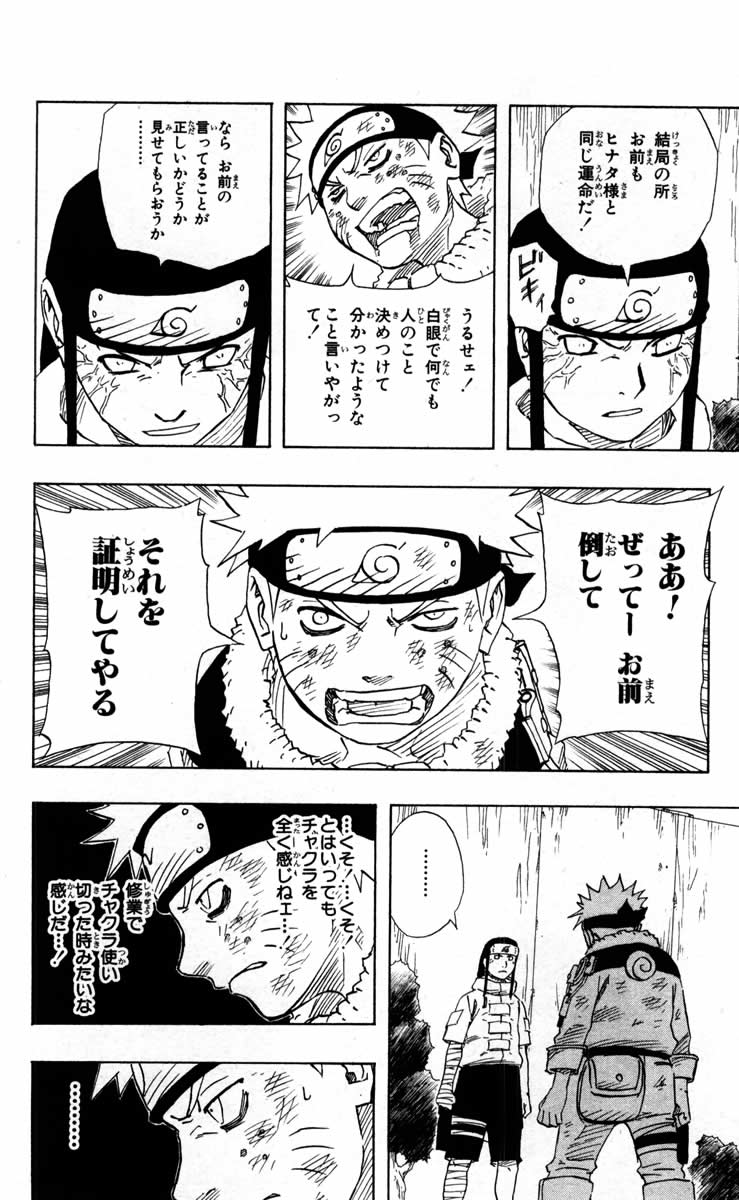 結局の所
お前も
ヒナタ様と
同じ運命だ!
ビキィ
うるせェ!
白眼で何でも
人のこと
決めつけて
分かったような
こと言いやがっ
て!
なら お前の
言ってることが
正しいかどうか
見せてもらおうか
………
ああ!
ぜってー お前
倒して
それを
証明してやる
………
…くそ!…くそ!
とはいっても
チャクラを
全く感じねェ…
修業で
チャクラ使い
切った時みたいな
感じだ…!
………